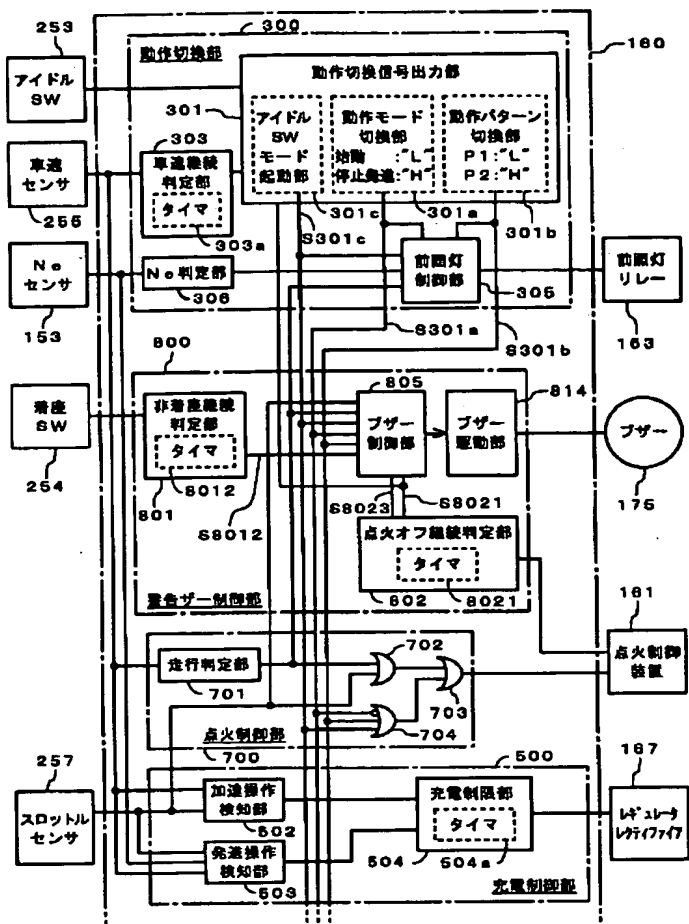 253
300
160
動作切換部
アイドル
SW
動作切換信号出力部
301
アイドル
SW
モード
起動部
動作モード
切換部
始動 :"L"
停止発進:"H"
動作パターン
切換部
P1:"L"
P2:"H"
303
車速継続
判定部
タイマ
303a
車速
センサ
255
301c
S301c
301a
301b
Neセンサ
153
Ne判定部
306
前照灯
制御部
305
前照灯
リレー
163
S301a
S301b
800
805
814
着座
SW
254
非着座継続
判定部
タイマ
8012
801
S8012
ブザー
制御部
ブザー
駆動部
ブザー
175
S8023
S8021
点火オフ継続判定部
タイマ
8021
802
警告ザー制御部
161
点火制御
装置
走行判定部
701
702
703
704
点火制御部
700
257
500
167
スロットル
センサ
加速操作
検知部
502
発進操作
検知部
503
充電制限部
タイマ
504
504a
充電制御部
レギュレータ
レクティファイア